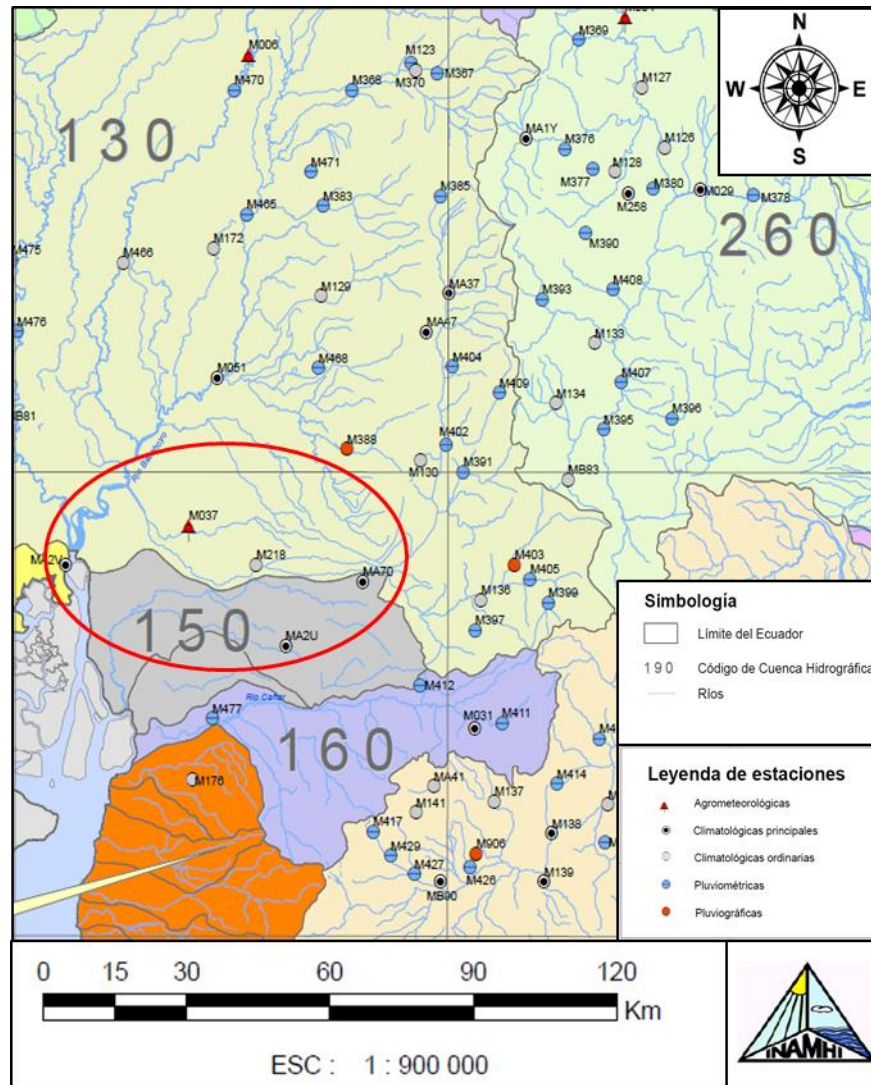 M006
M123
M369
N
M470
M368
M370
M367
M127
W
E
130
MA1Y
M376
M126
S
M471
M377
M128
M380
M029
M378
M465
M383
M385
M258
M475
M466
M172
M390
260
M129
MA37
M393
M408
M476
MA47
M133
M051
M468
M404
M407
M409
M134
M396
Río Babahoyo
M388
M402
M395
M130
M391
MB83
M037
MA2V
M218
MA70
M403
M405
M136
M399
M397
150
MA2U
Simbología
Límite del Ecuador
190 Código de Cuenca Hidrográfica
Ríos
M412
Río Cañar
M477
M031
M411
160
M176
MA41
M137
M414
M141
M417
M138
M429
M906
M427
M426
MB90
M139
Leyenda de estaciones
Agrometeorológicas
Climatológicas principales
Climatológicas ordinarias
Pluviométricas
Pluviográficas
0 15 30 60 90 120
Km
ESC : 1 : 900 000
INAMHI